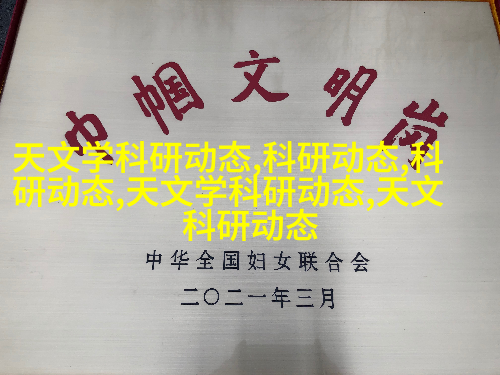 巾帼文明岗
天文学科研动态,科研动态,科
研动态,天文学科研动态,天文
科研动态
中华全国妇女联合会
二〇二一年三月